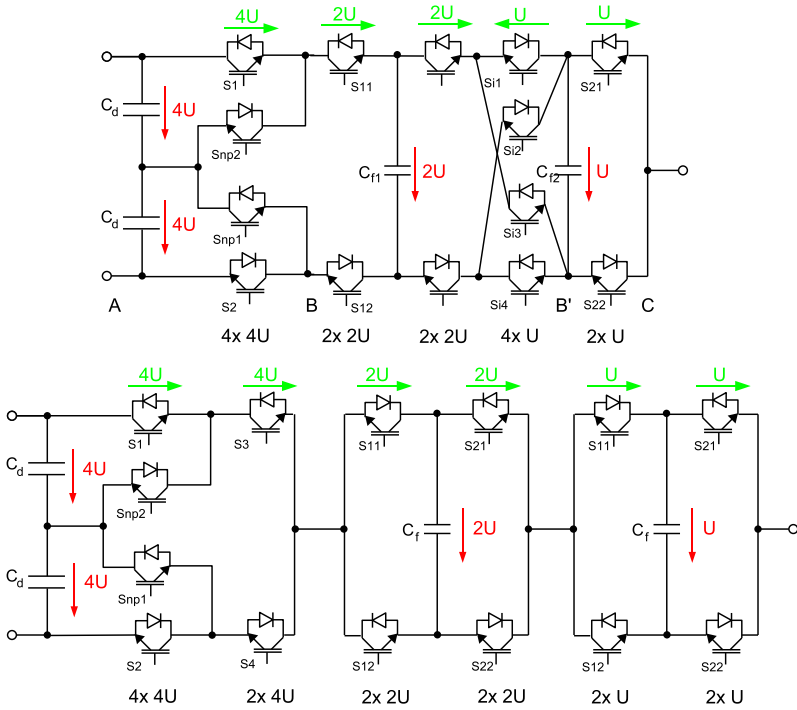 4U 2U 2U U U
S1 S11 Si1 S21
Cd 4U Snp2 Si2
Cf1 2U Cf2 U
Cd 4U Snp1 Si3
S2 S12 Si4 S22
A B B' C
4x 4U 2x 2U 2x 2U 4x U 2x U
4U 4U 2U 2U U U
S1 S3 S11 S21 S11 S21
Cd 4U
Snp2
Cf 2U Cf U
Cd 4U Snp1
S2 S4 S12 S22 S12 S22
4x 4U 2x 4U 2x 2U 2x 2U 2x U 2x U